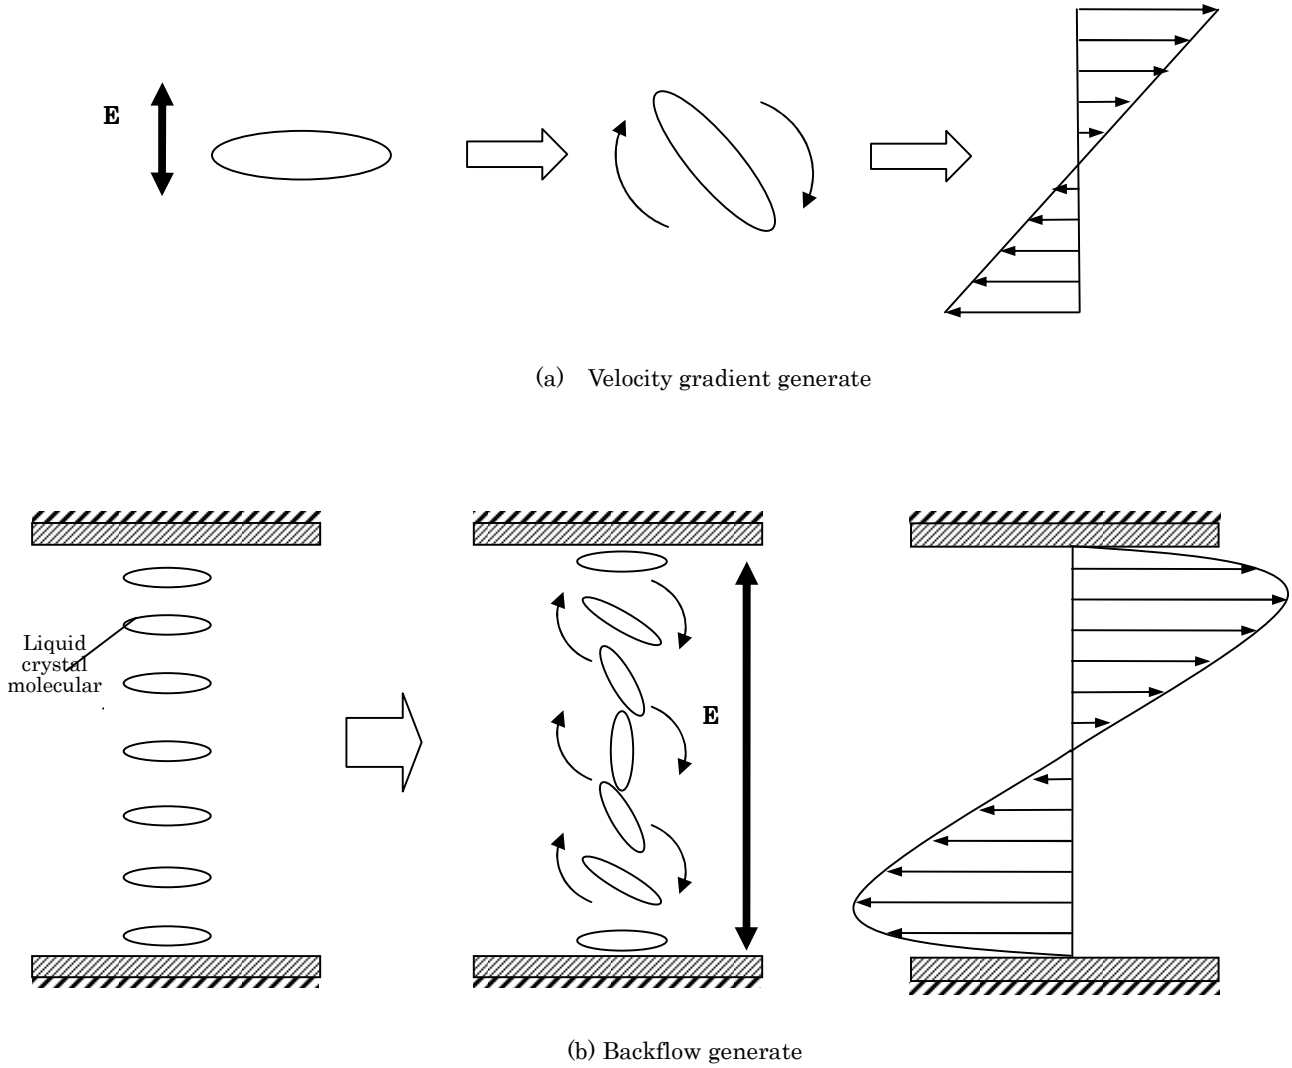 E
(a) Velocity gradient generate
Liquid
crystal
molecular
E
(b) Backflow generate